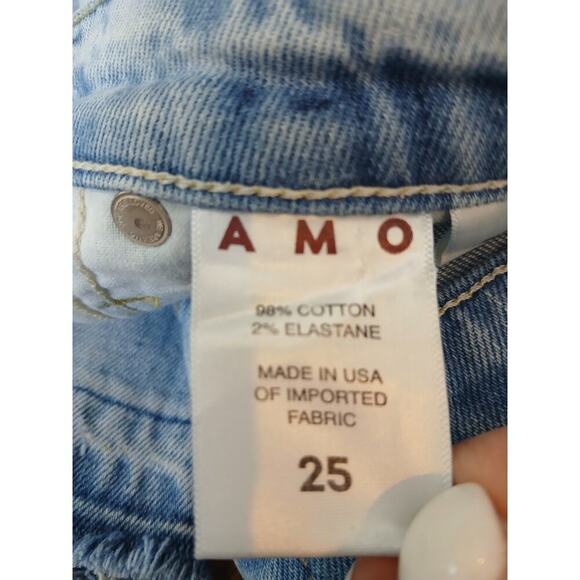 AMO
98% COTTON
2% ELASTANE
MADE IN USA
OF IMPORTED
FABRIC
25